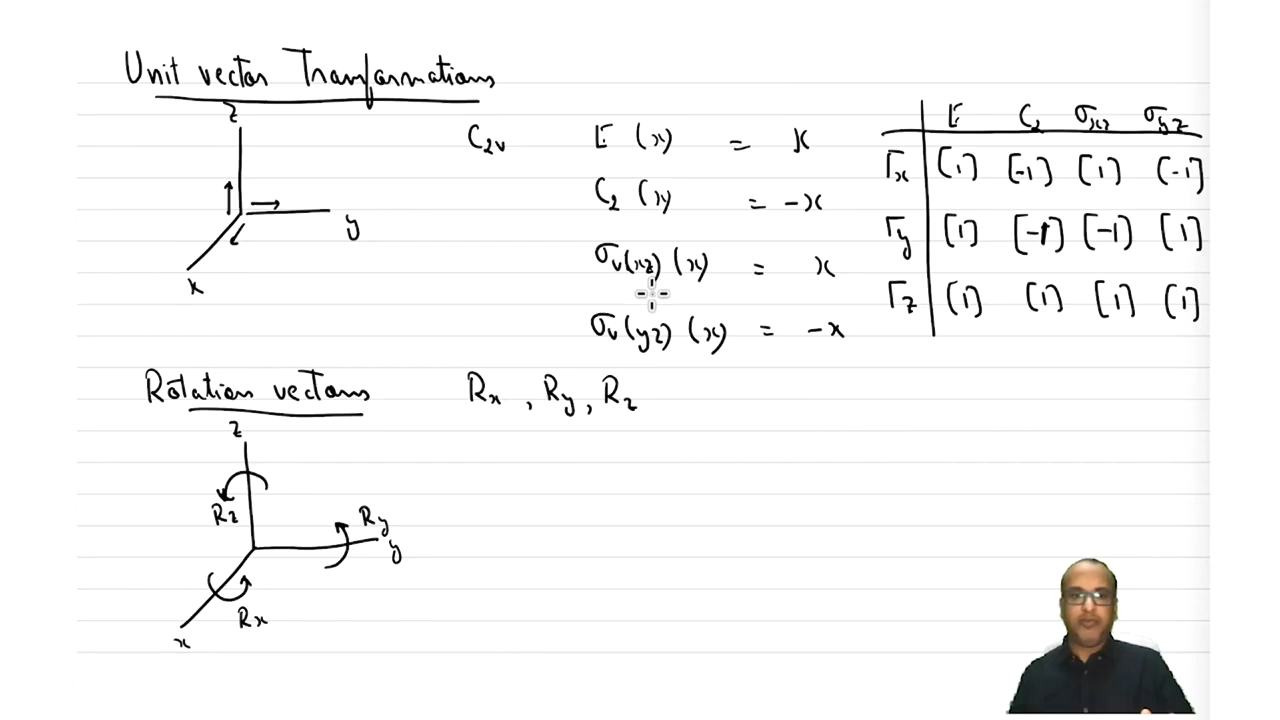 Unit vector Transformations
z
y
x
C₂ᵥ
E (x) = x
C₂ (x) = -x
σᵥ(xz) (x) = x
σᵥ(yz) (x) = -x
E C₂ σxz σyz
Γx [1] [-1] [1] [-1]
Γy [1] [-1] [-1] [1]
Γz [1] [1] [1] [1]
Rotation vectors Rx , Ry , Rz
z
Rz
Ry
y
Rx
x